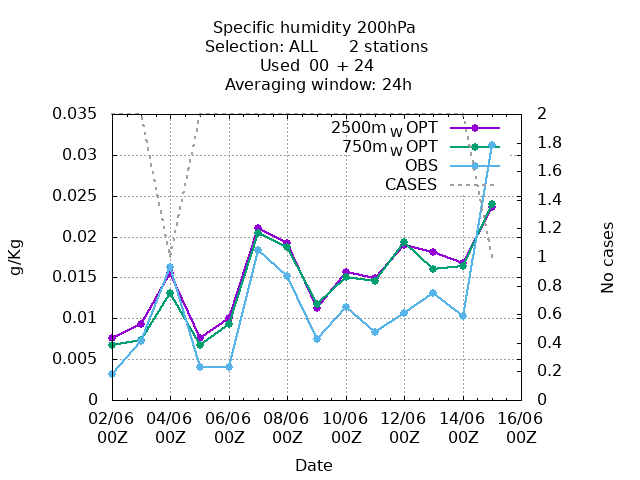 Specific humidity 200hPa
Selection: ALL 2 stations
Used 00 + 24
Averaging window: 24h
0.035
0.03
0.025
0.02
0.015
0.01
0.005
0
2
1.8
1.6
1.4
1.2
1
0.8
0.6
0.4
0.2
0
2500m W OPT
750m W OPT
OBS
CASES
g/Kg
No cases
02/06 04/06 06/06 08/06 10/06 12/06 14/06 16/06
00Z 00Z 00Z 00Z 00Z 00Z 00Z 00Z
Date